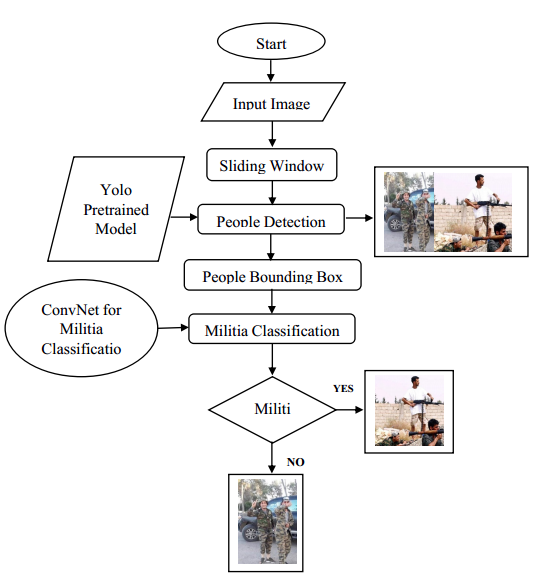 Start
Input Image
Sliding Window
Yolo
Pretrained
Model
People Detection
People Bounding Box
ConvNet for
Militia
Classificatio
Militia Classification
Militi
YES
NO